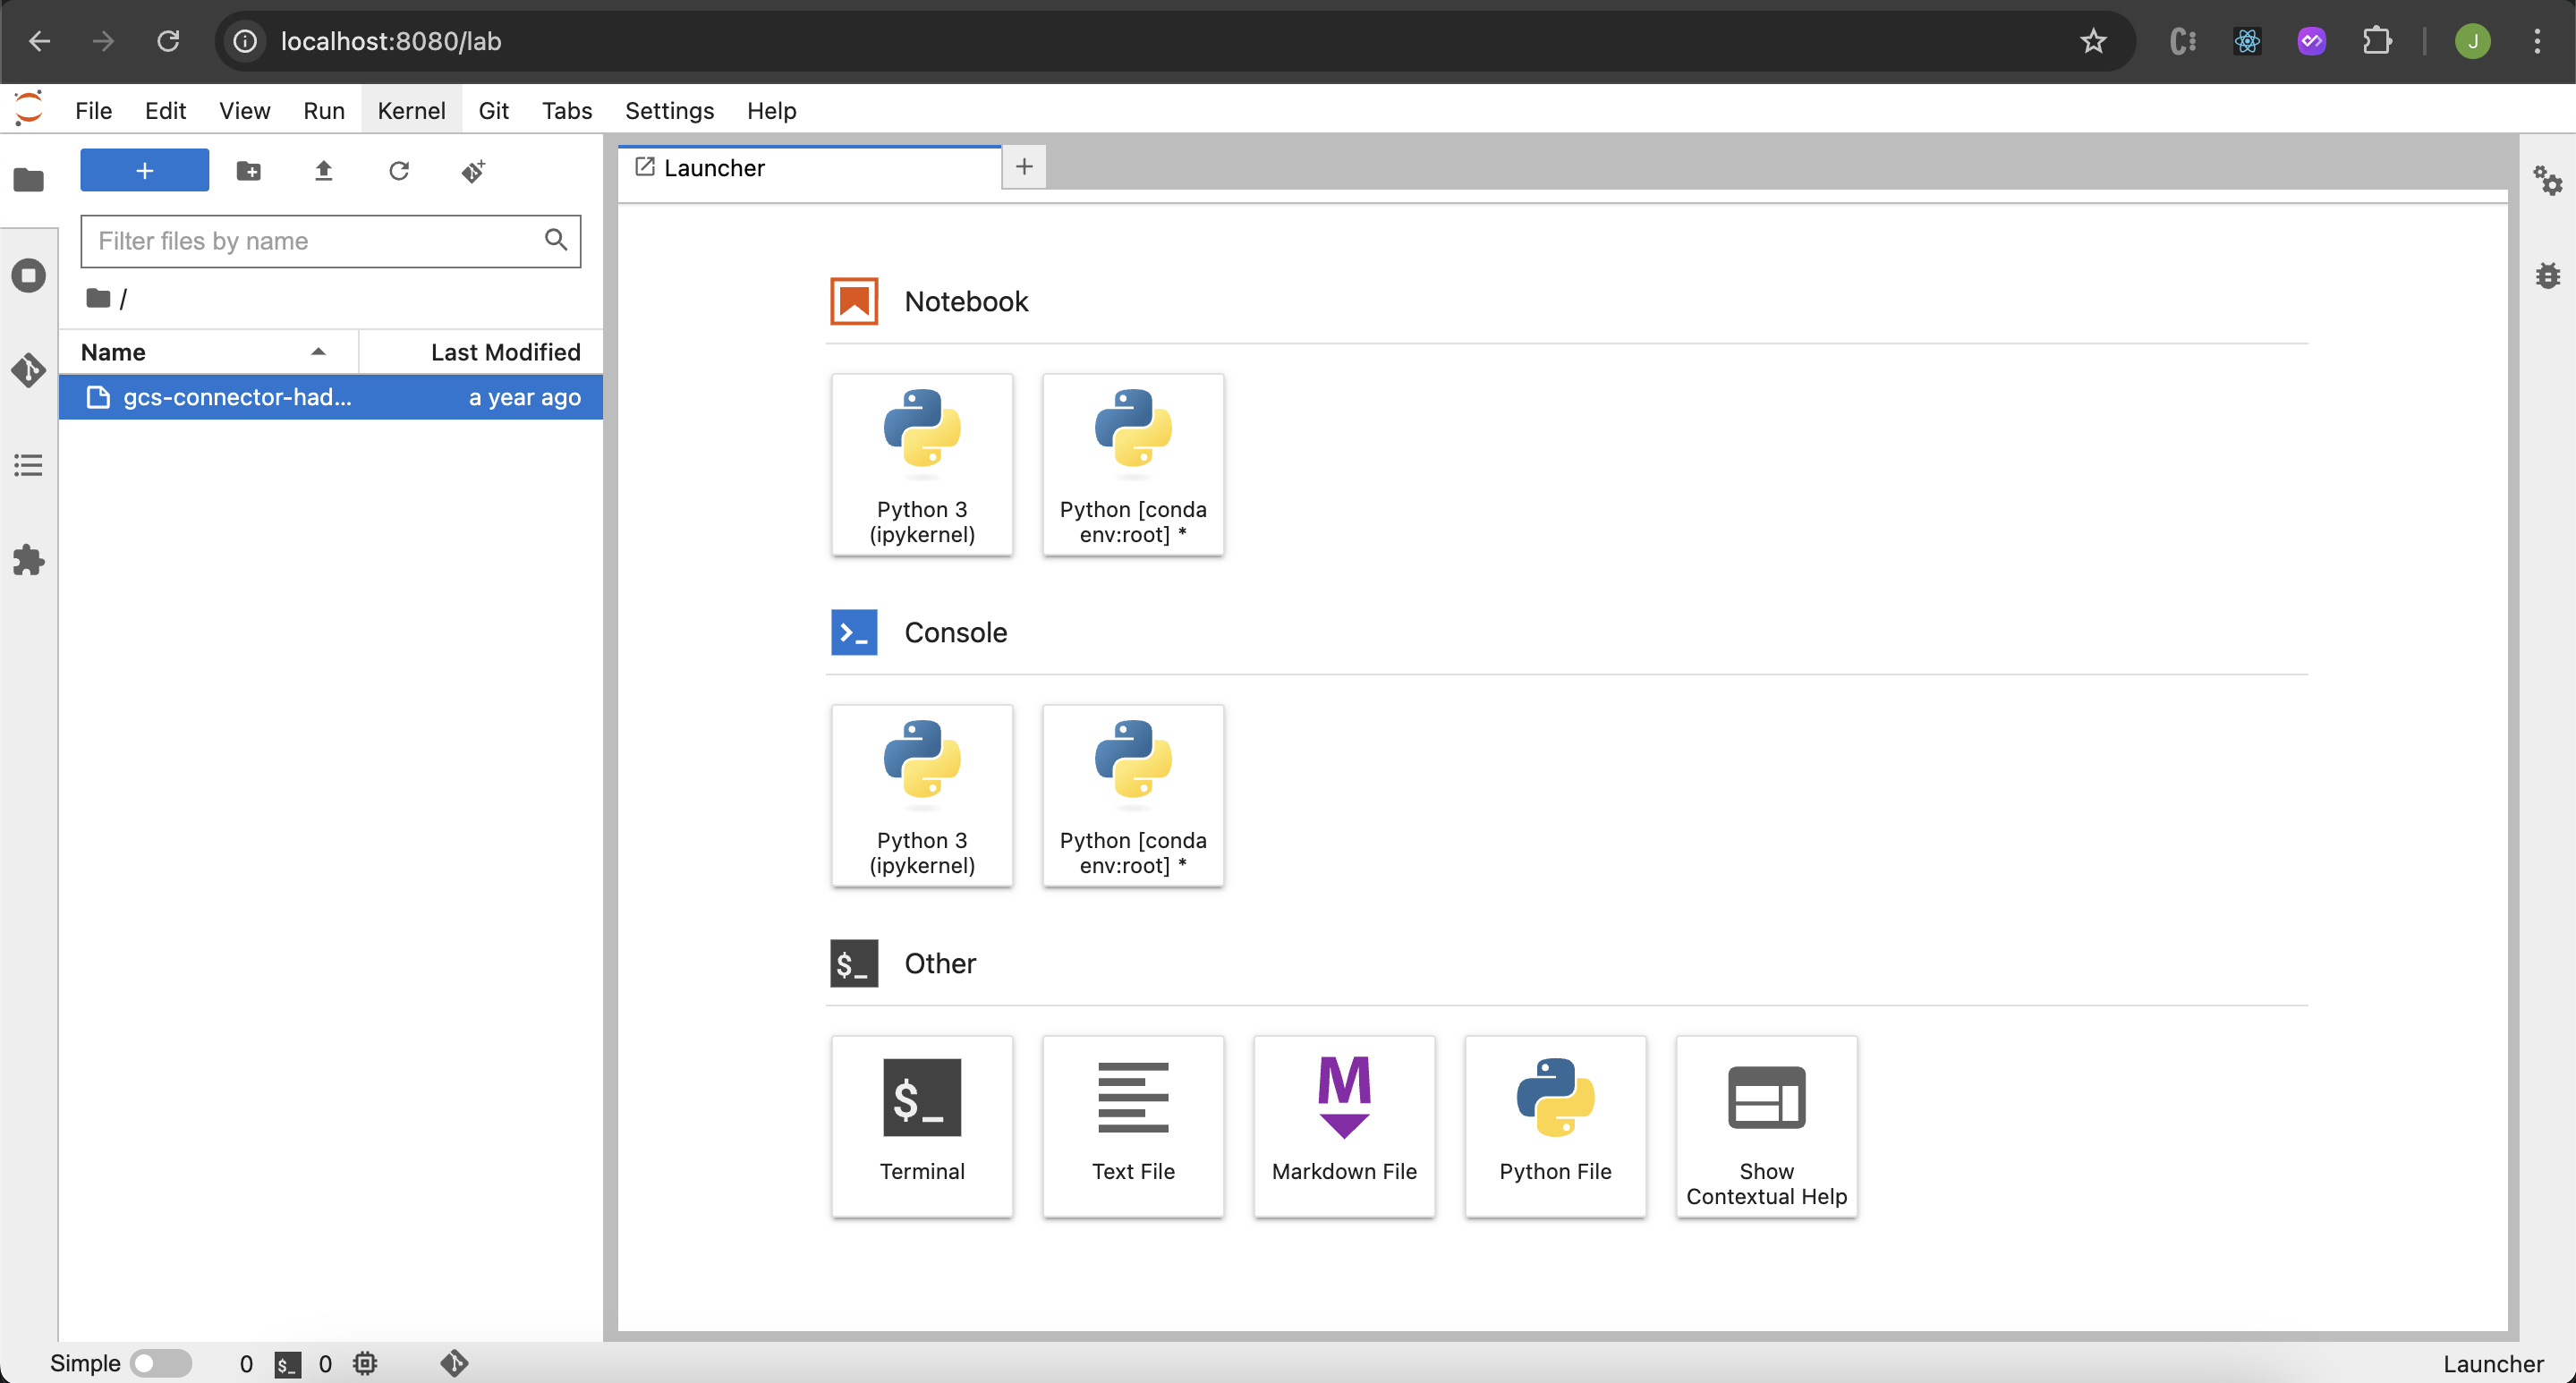 localhost:8080/lab
J
File Edit View Run Kernel Git Tabs Settings Help
+
Launcher
+
Filter files by name
/
Name
Last Modified
gcs-connector-had...
a year ago
Notebook
Python 3
(ipykernel)
Python [conda
env:root] *
Console
Python 3
(ipykernel)
Python [conda
env:root] *
$_
Other
$_
Terminal
Text File
M
Markdown File
Python File
Show
Contextual Help
Simple
0
$_
0
Launcher